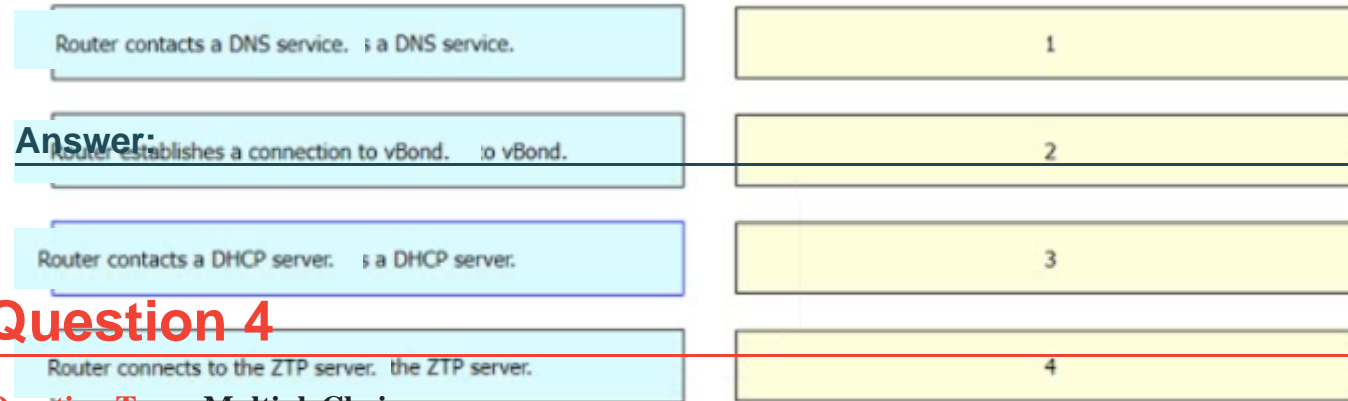 Router contacts a DNS service. s a DNS service.
1
Answer:
Router establishes a connection to vBond. to vBond.
2
Router contacts a DHCP server. s a DHCP server.
3
Question 4
Router connects to the ZTP server. the ZTP server.
4